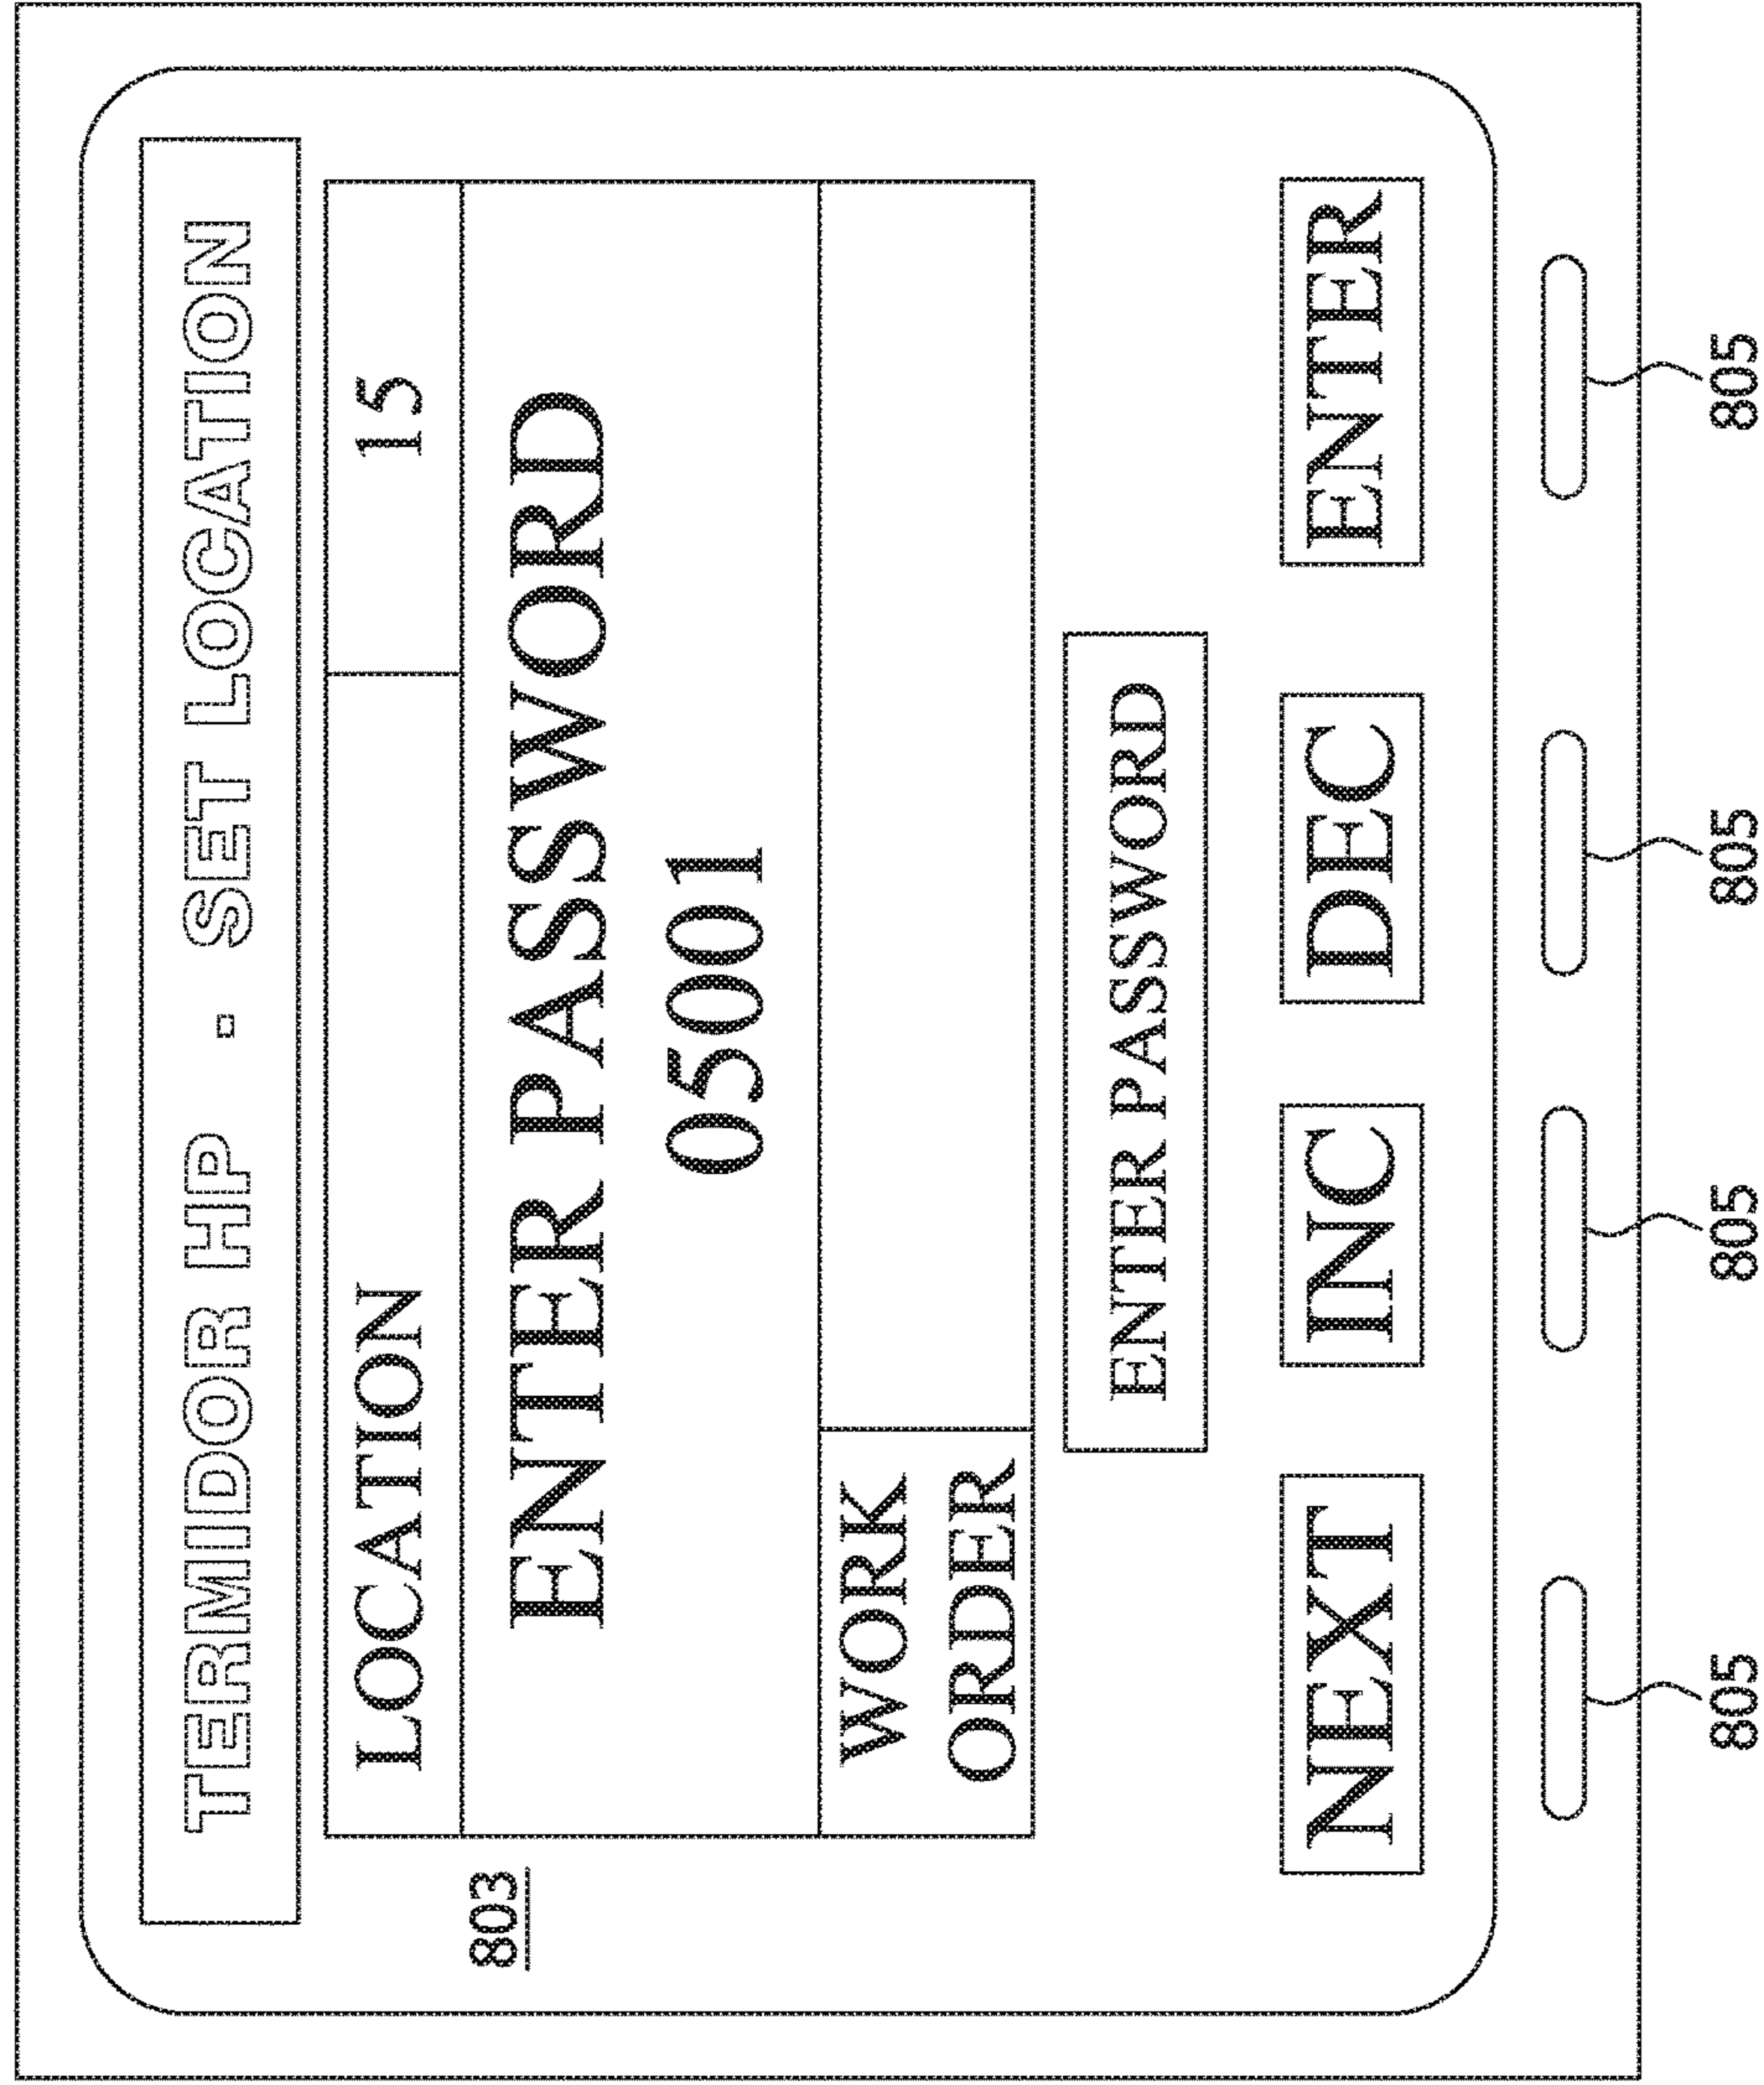 TERMIDOR HP - SET LOCATION
LOCATION 15
803
ENTER PASSWORD
05001
WORK
ORDER
ENTER PASSWORD
NEXT INC DEC ENTER
805 805 805 805